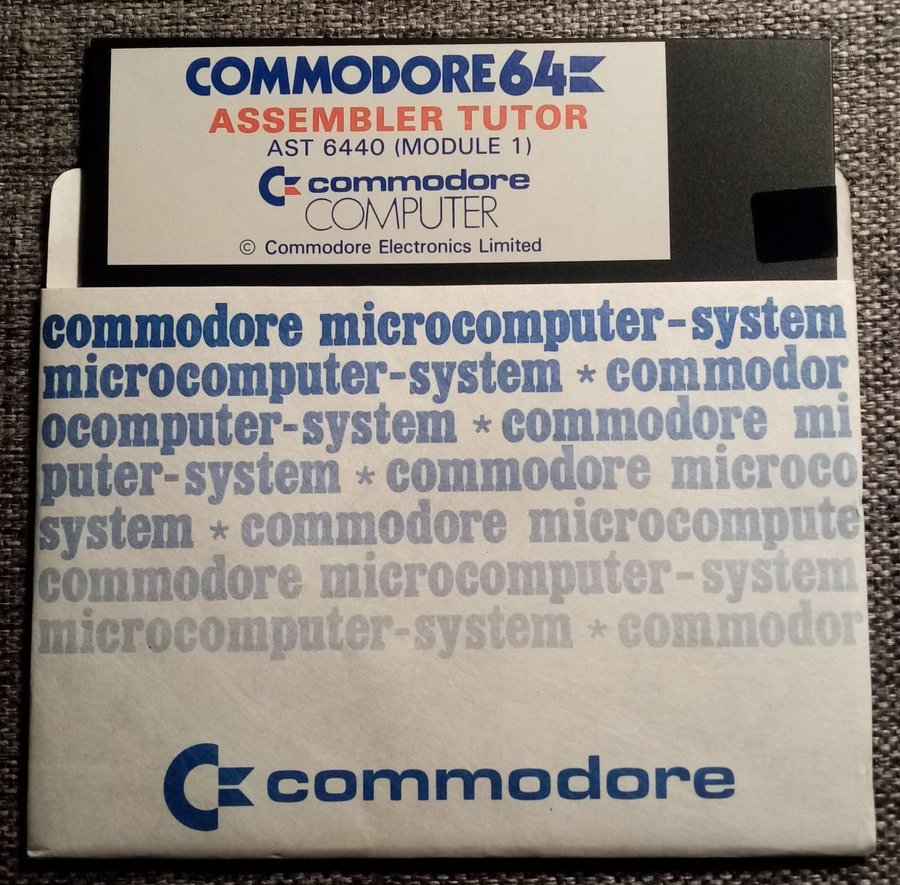 COMMODORE 64
ASSEMBLER TUTOR
AST 6440 (MODULE 1)
commodore
COMPUTER
© Commodore Electronics Limited
commodore microcomputer-system
microcomputer-system * commodor
ocomputer-system * commodore mi
puter-system * commodore microco
system * commodore microcompute
commodore microcomputer-system
microcomputer-system * commodor
commodore